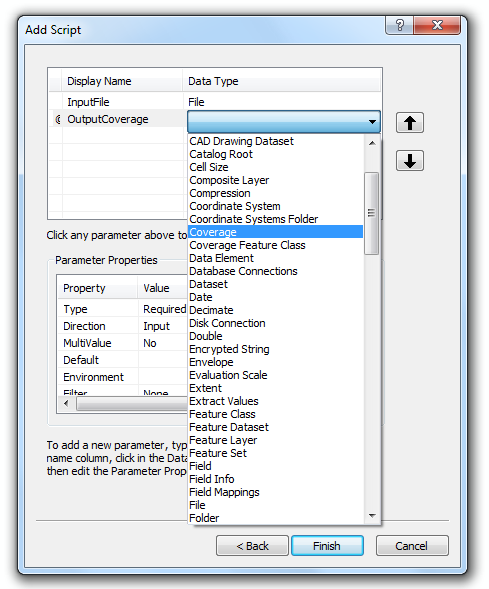 Add Script
Display Name Data Type
InputFile File
OutputCoverage
CAD Drawing Dataset
Catalog Root
Cell Size
Composite Layer
Compression
Coordinate System
Coordinate Systems Folder
Coverage
Coverage Feature Class
Data Element
Database Connections
Dataset
Date
Decimate
Disk Connection
Double
Encrypted String
Envelope
Evaluation Scale
Extent
Extract Values
Feature Class
Feature Dataset
Feature Layer
Feature Set
Field
Field Info
Field Mappings
File
Folder
Click any parameter above to
Parameter Properties
Property Value
Type Required
Direction Input
MultiValue No
Default
Environment
Filter None
To add a new parameter, typ
name column, click in the Dat
then edit the Parameter Prop
< Back Finish Cancel